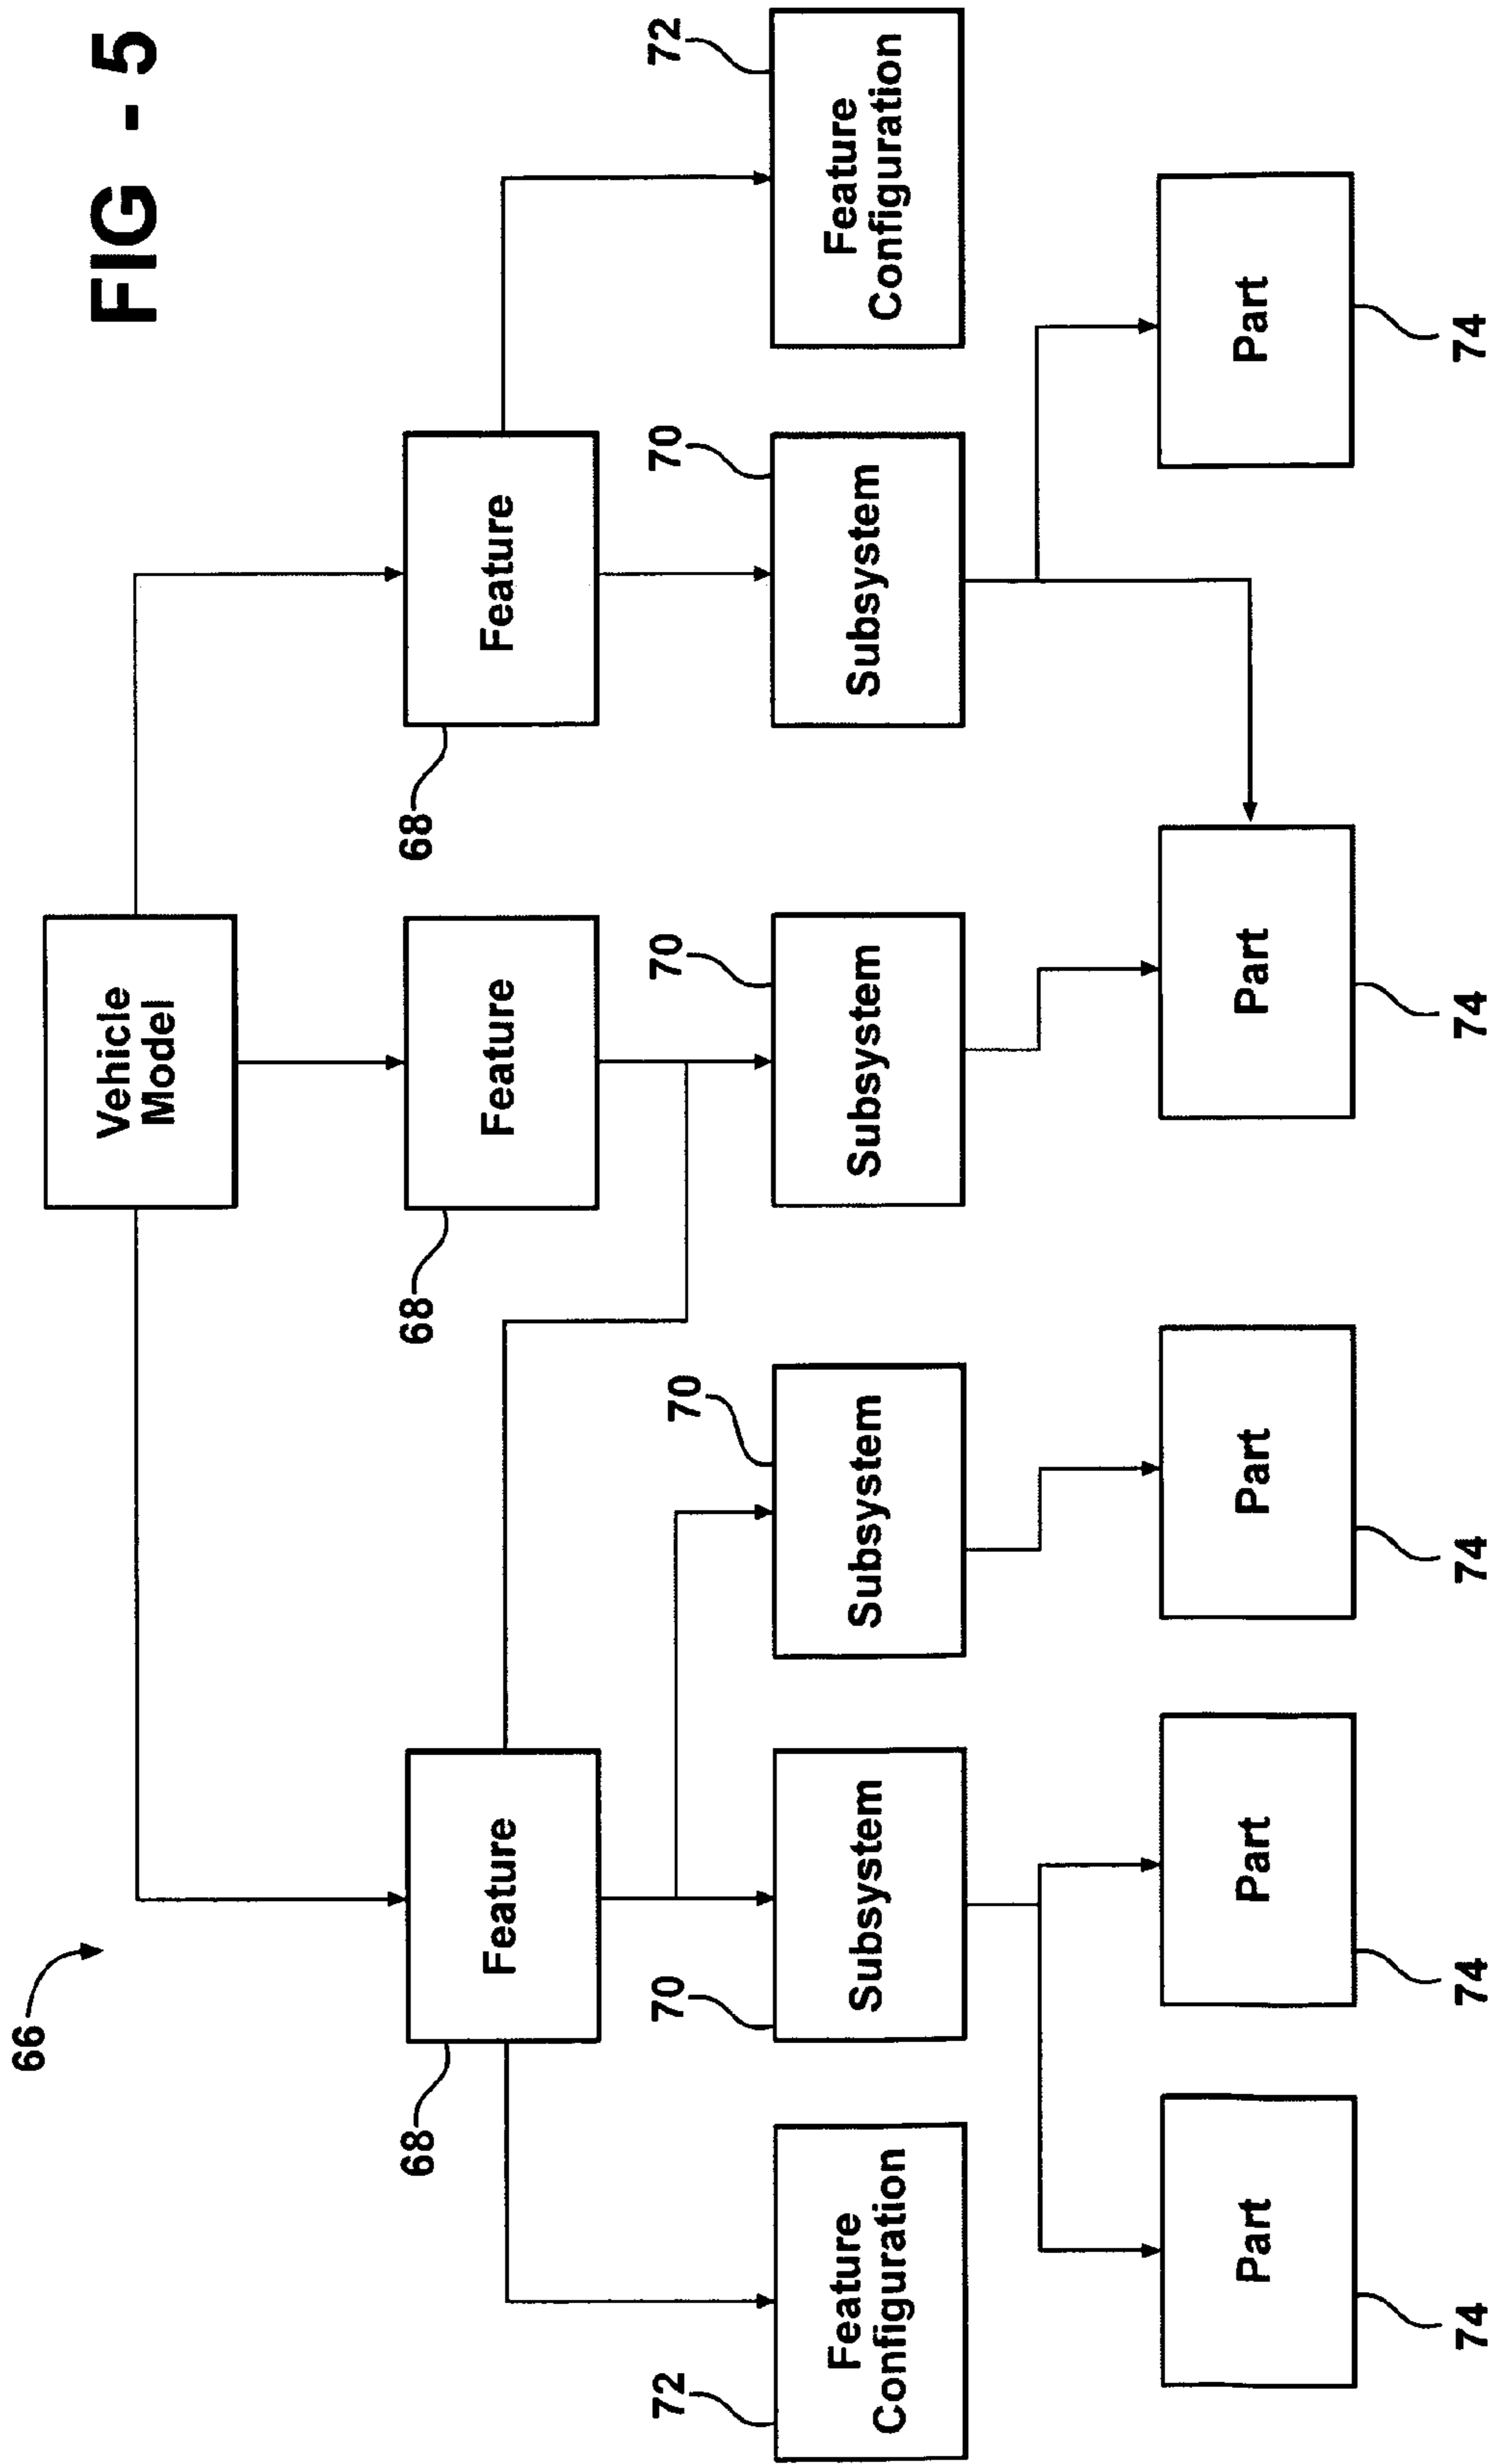 FIG - 5
66
Vehicle
Model
68
Feature
68
Feature
68
Feature
72
Feature
Configuration
70
Subsystem
70
Subsystem
70
Subsystem
70
Subsystem
72
Feature
Configuration
Part
74
Part
74
Part
74
Part
74
Part
74